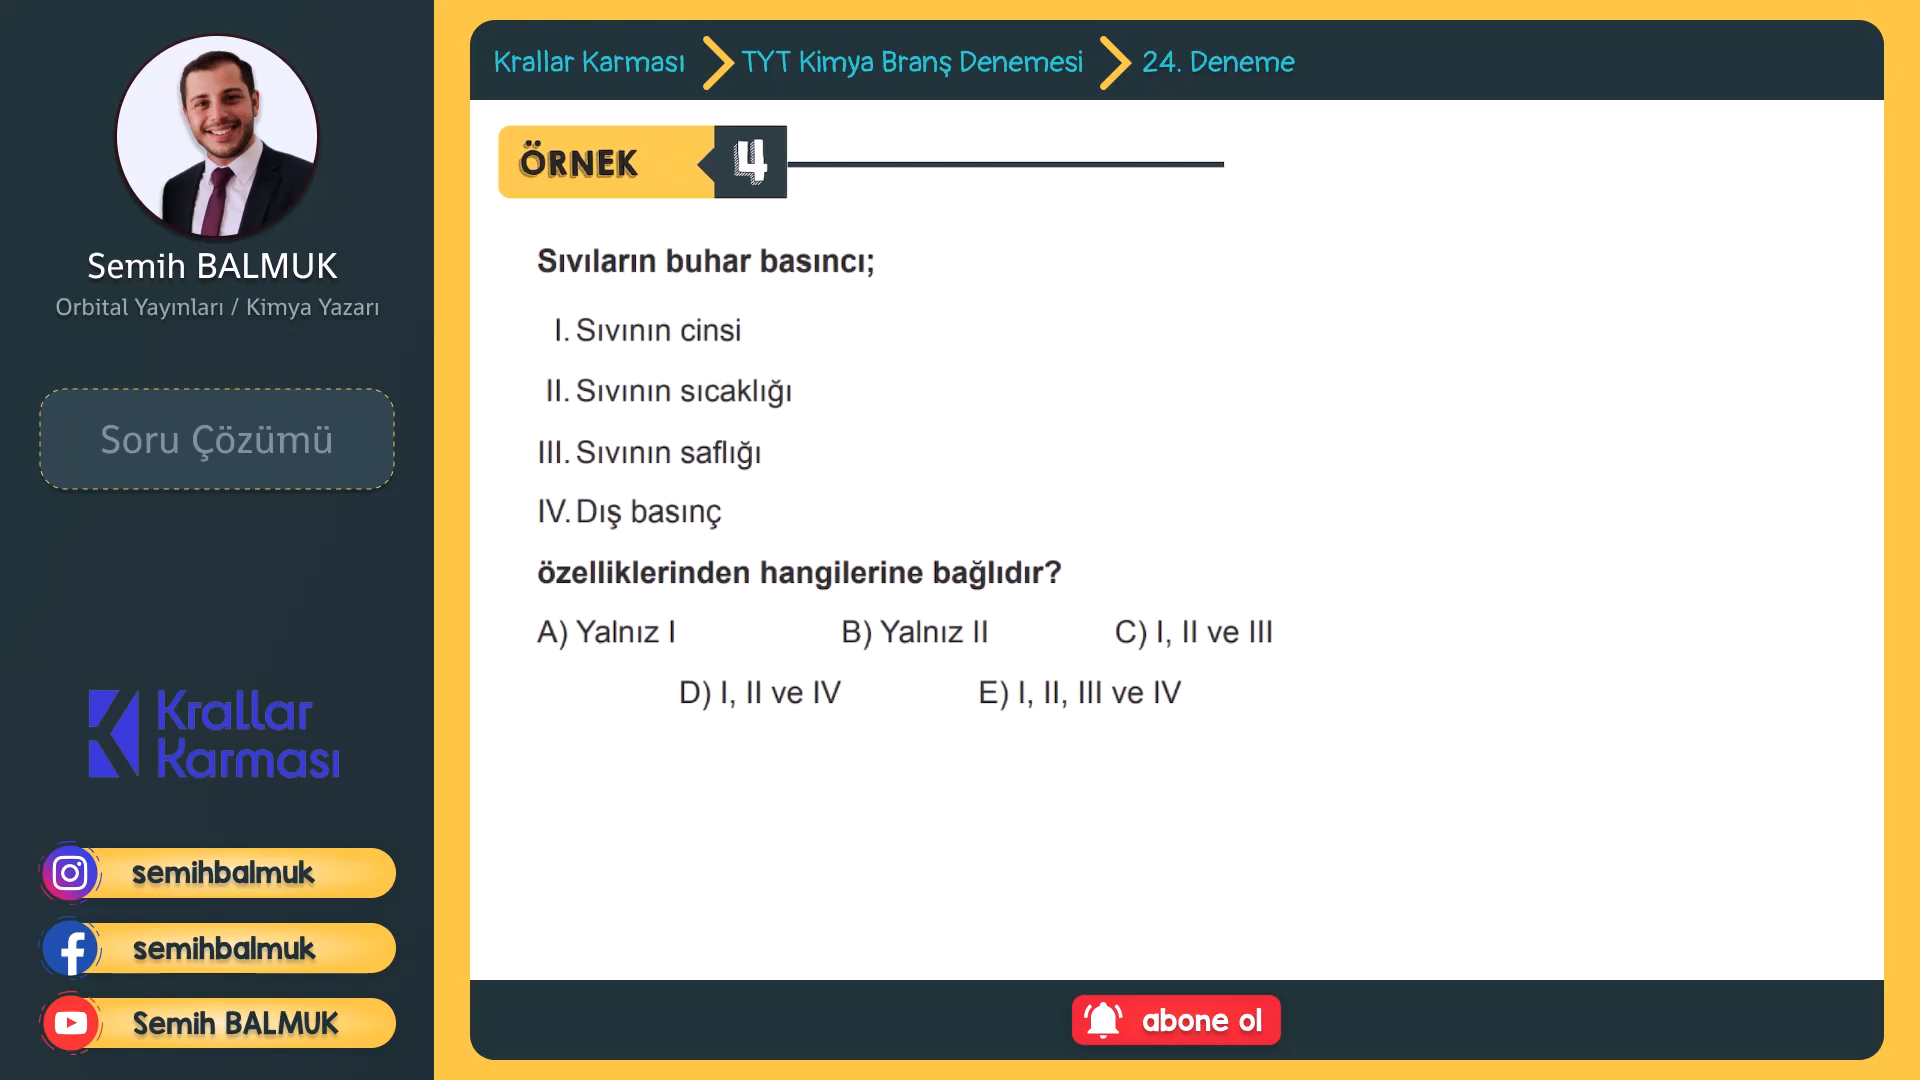 Semih BALMUK
Orbital Yayınları / Kimya Yazarı
Soru Çözümü
Krallar
Karması
semihbalmuk
semihbalmuk
Semih BALMUK
Krallar Karması TYT Kimya Branş Denemesi 24. Deneme
ÖRNEK 4
Sıvıların buhar basıncı;
I. Sıvının cinsi
II. Sıvının sıcaklığı
III. Sıvının saflığı
IV. Dış basınç
özelliklerinden hangilerine bağlıdır?
A) Yalnız I B) Yalnız II C) I, II ve III
D) I, II ve IV E) I, II, III ve IV
abone ol